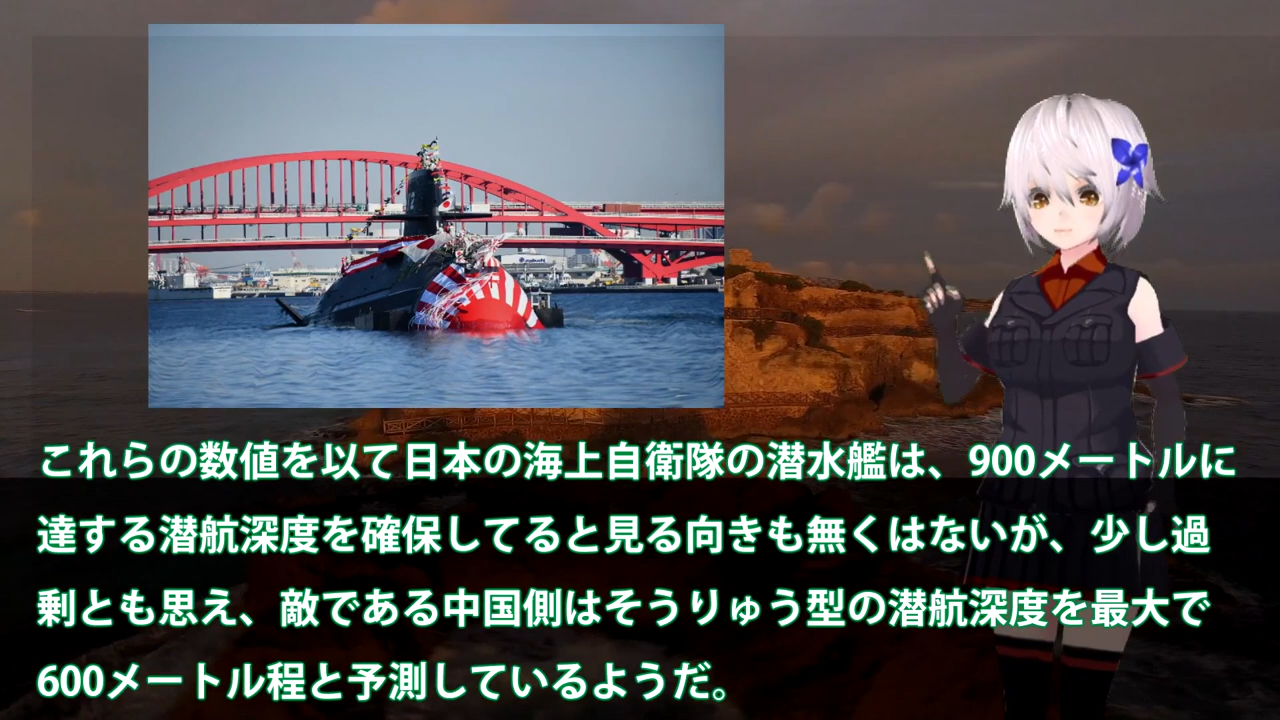 これらの数値を以て日本の海上自衛隊の潜水艦は、900メートルに
達する潜航深度を確保してると見る向きも無くはないが、少し過
剰とも思え、敵である中国側はそうりゅう型の潜航深度を最大で
600メートル程と予測しているようだ。